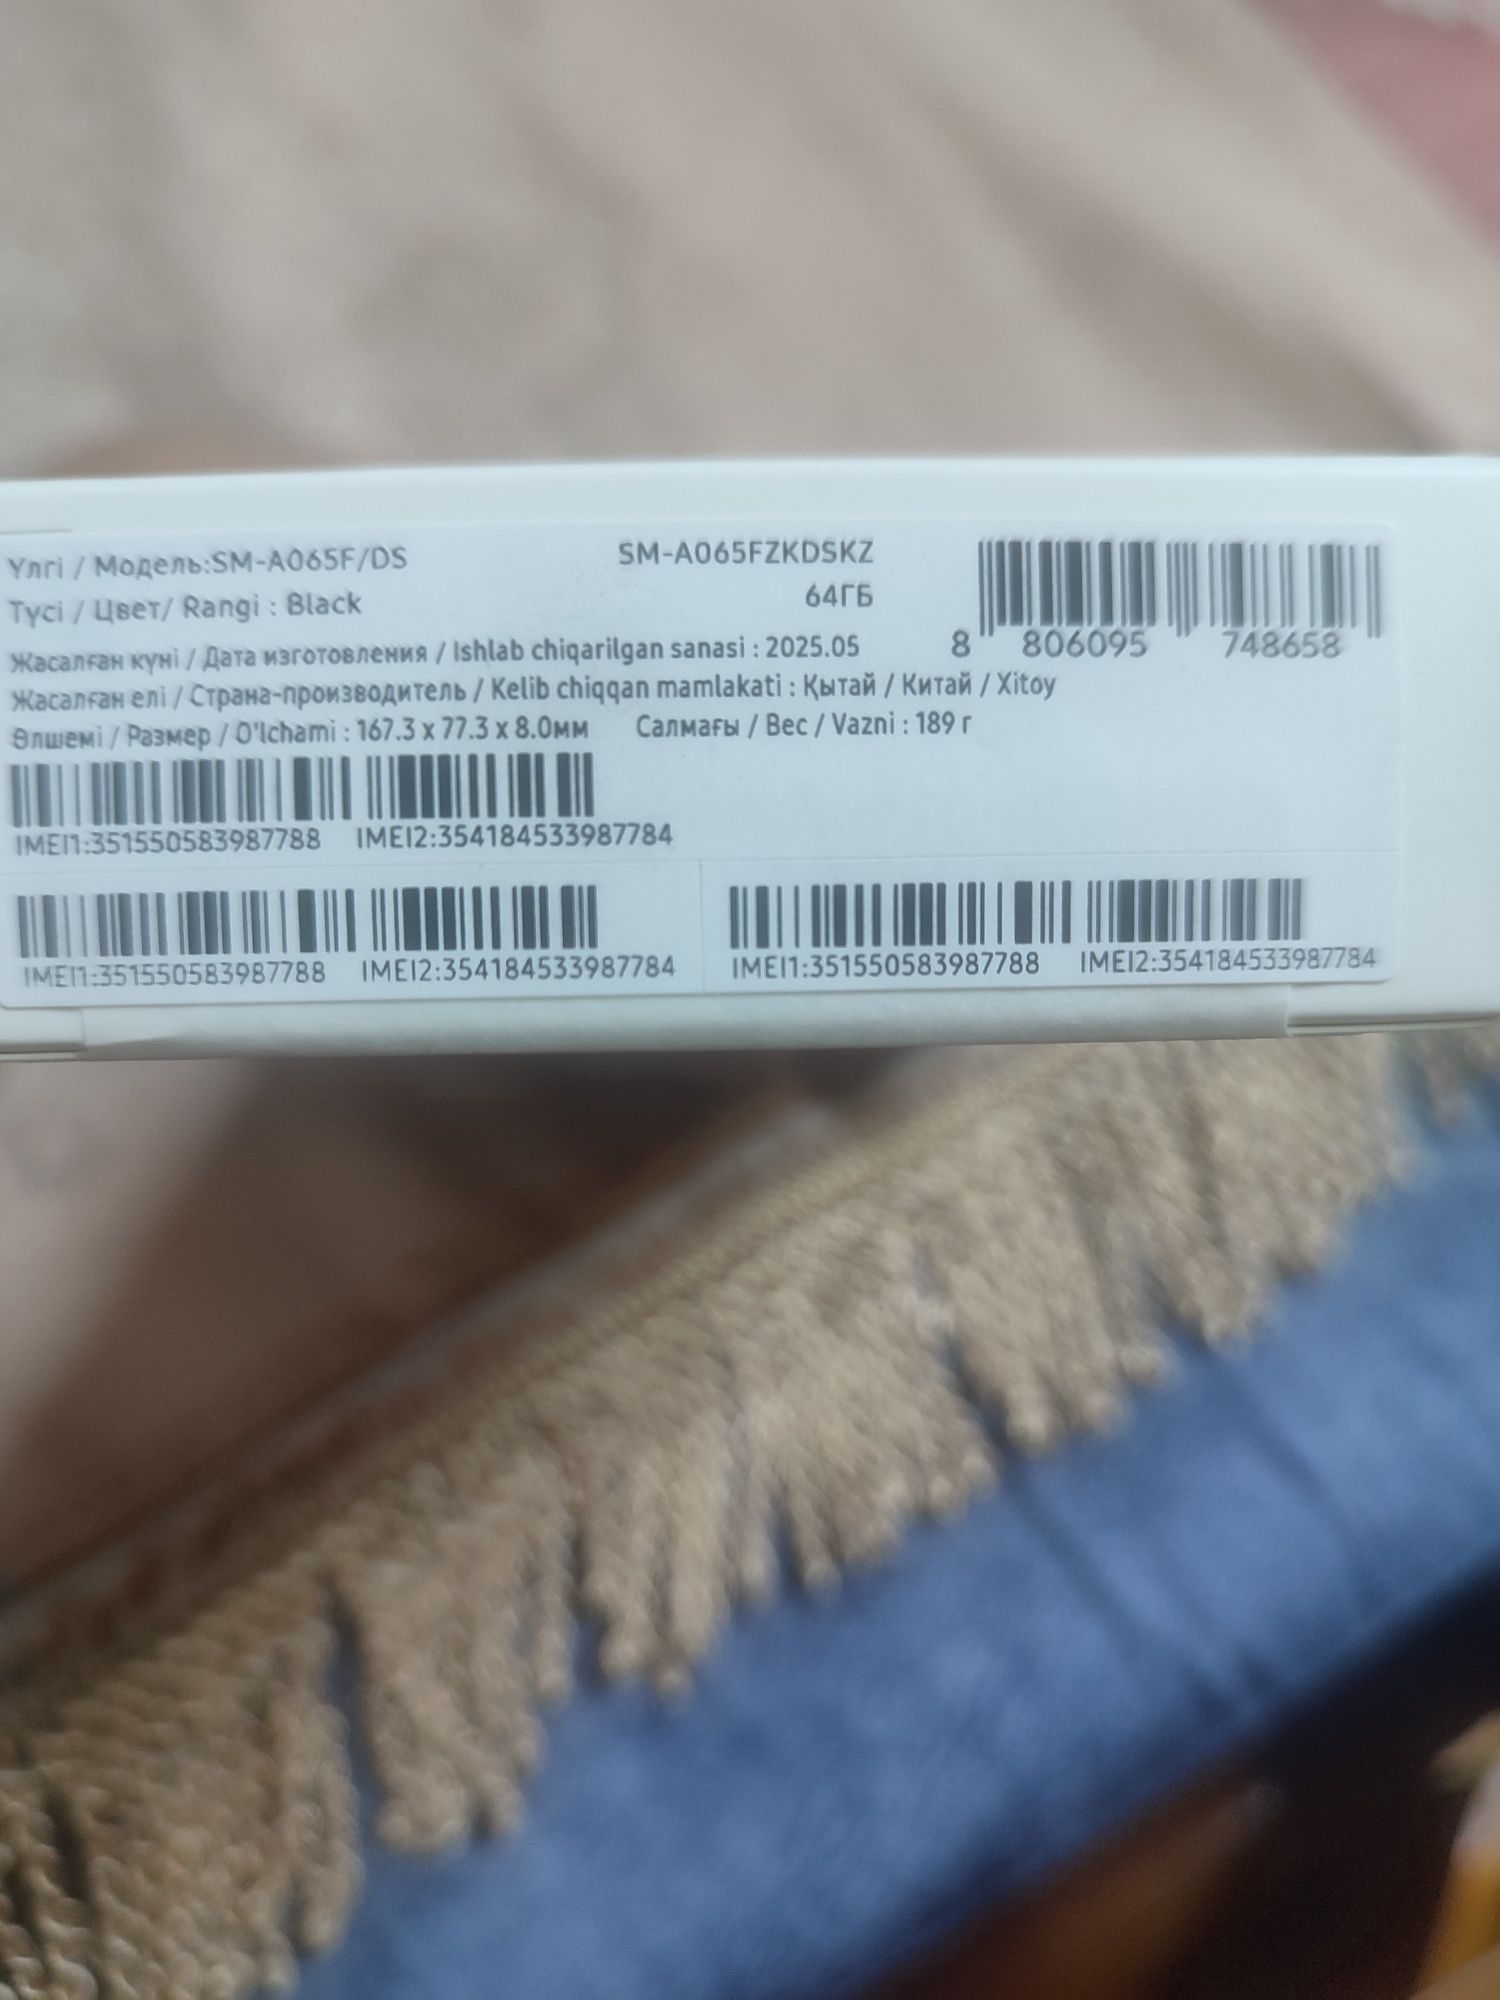 Үлгі / Модель:SM-A065F/DS SM-A065FZKDSKZ
Түсі / Цвет/ Rangi : Black 64ГБ
Жасалған күні / Дата изготовления / Ishlab chiqarilgan sanasi : 2025.05 8 806095 748658
Жасалған елі / Страна-производитель / Kelib chiqqan mamlakati : Қытай / Китай / Xitoy
Өлшемі / Размер / O'lchami : 167.3 x 77.3 x 8.0мм Салмағы / Вес / Vazni : 189 г
IMEI1:351550583987788 IMEI2:354184533987784
IMEI1:351550583987788 IMEI2:354184533987784 IMEI1:351550583987788 IMEI2:354184533987784